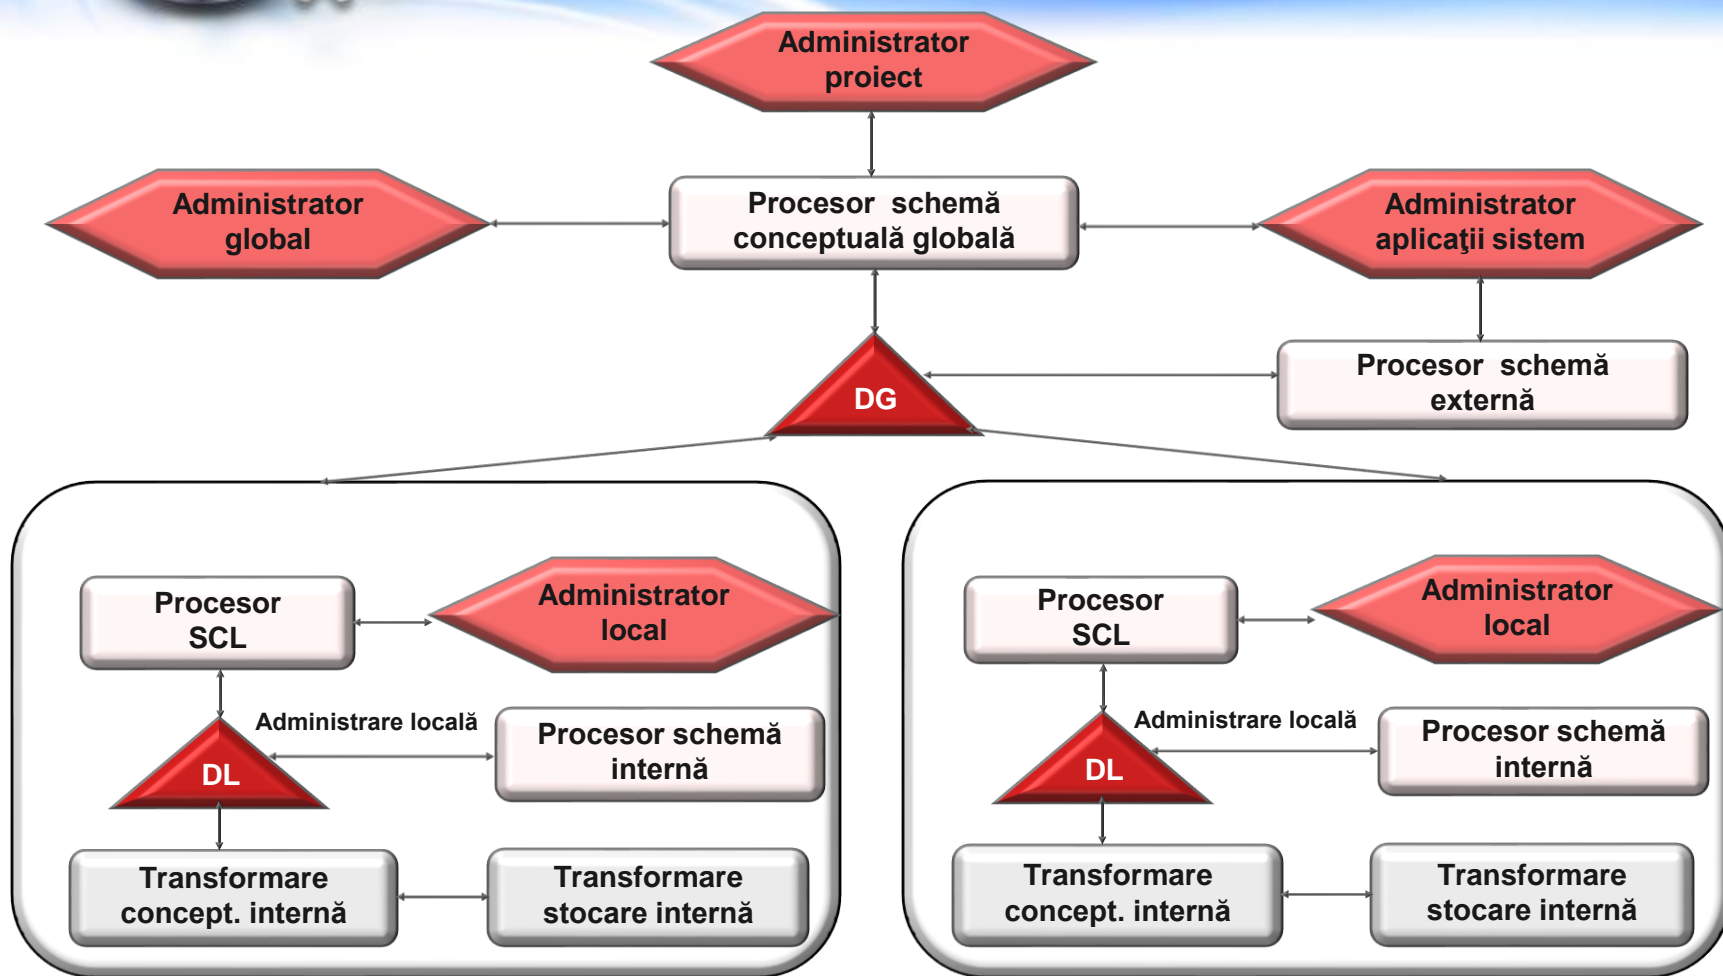 Administrator
proiect
Administrator
global
Procesor schemă
conceptuală globală
Administrator
aplicaţii sistem
DG
Procesor schemă
externă
Procesor
SCL
Administrator
local
Administrare locală
DL
Procesor schemă
internă
Transformare
concept. internă
Transformare
stocare internă
Procesor
SCL
Administrator
local
Administrare locală
DL
Procesor schemă
internă
Transformare
concept. internă
Transformare
stocare internă